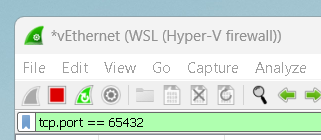 *vEthernet (WSL (Hyper-V firewall))
File Edit View Go Capture Analyze
tcp.port == 65432